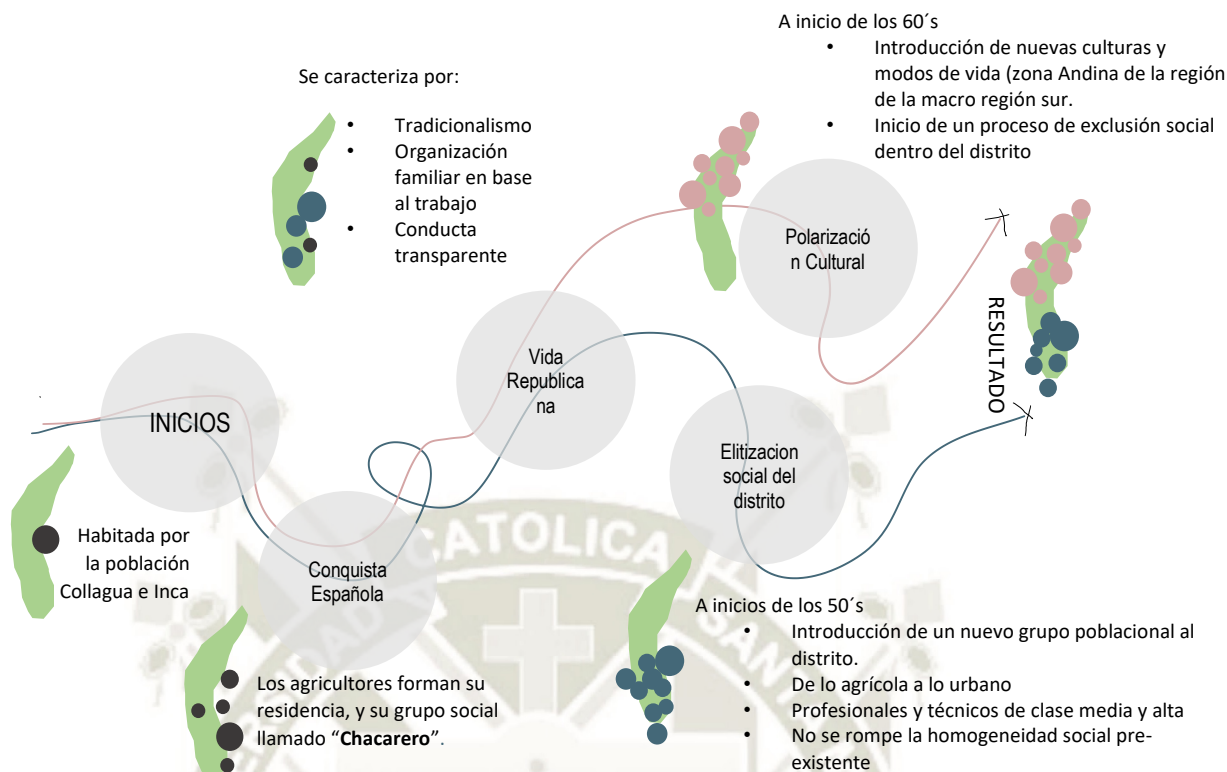 A inicio de los 60´s
• Introducción de nuevas culturas y
modos de vida (zona Andina de la región
de la macro región sur.
• Inicio de un proceso de exclusión social
dentro del distrito
Se caracteriza por:
• Tradicionalismo
• Organización
familiar en base
al trabajo
• Conducta
transparente
Polarizació
n Cultural
RESULTADO
Vida
Republica
na
INICIOS
Elitizacion
social del
distrito
Habitada por
la población
Collagua e Inca
Conquista
Española
A inicios de los 50´s
• Introducción de un nuevo grupo poblacional al
distrito.
• De lo agrícola a lo urbano
• Profesionales y técnicos de clase media y alta
• No se rompe la homogeneidad social pre-
existente
Los agricultores forman su
residencia, y su grupo social
llamado “Chacarero”.
CATOLICA